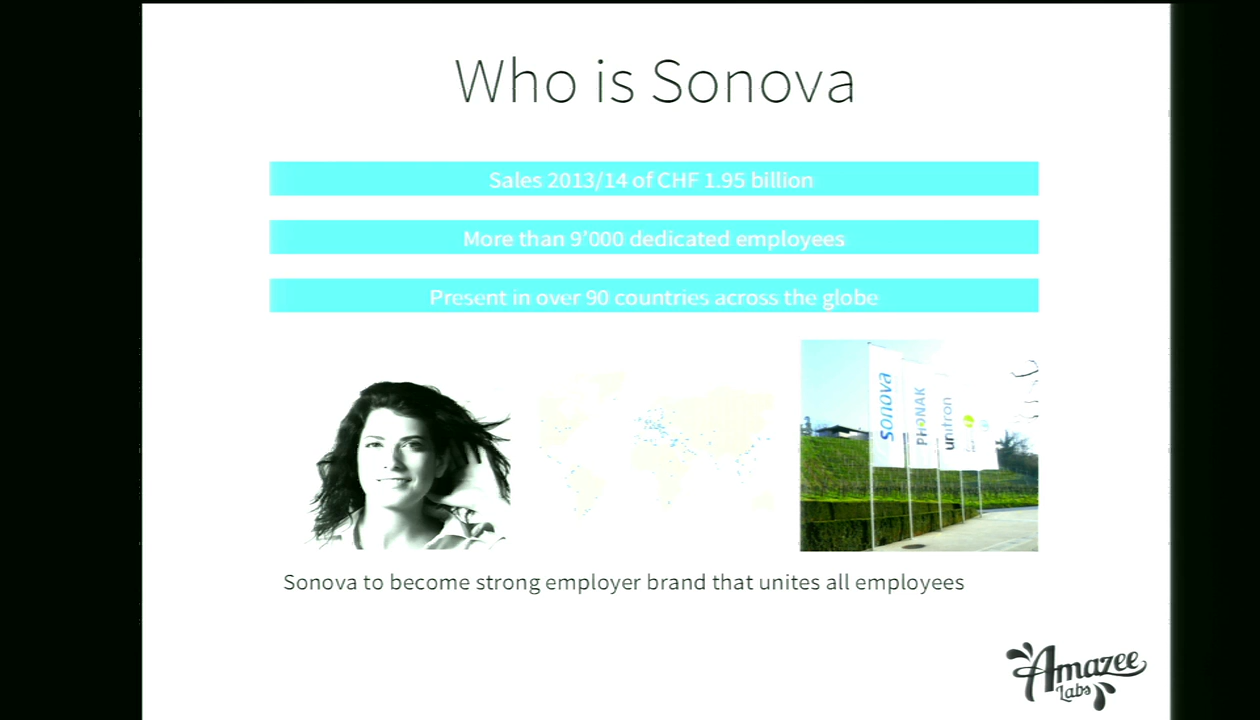 Who is Sonova
Sales 2013/14 of CHF 1.95 billion
More than 9'000 dedicated employees
Present in over 90 countries across the globe
sonova
PHONAK
unitron
Sonova to become strong employer brand that unites all employees
Amazee
Labs